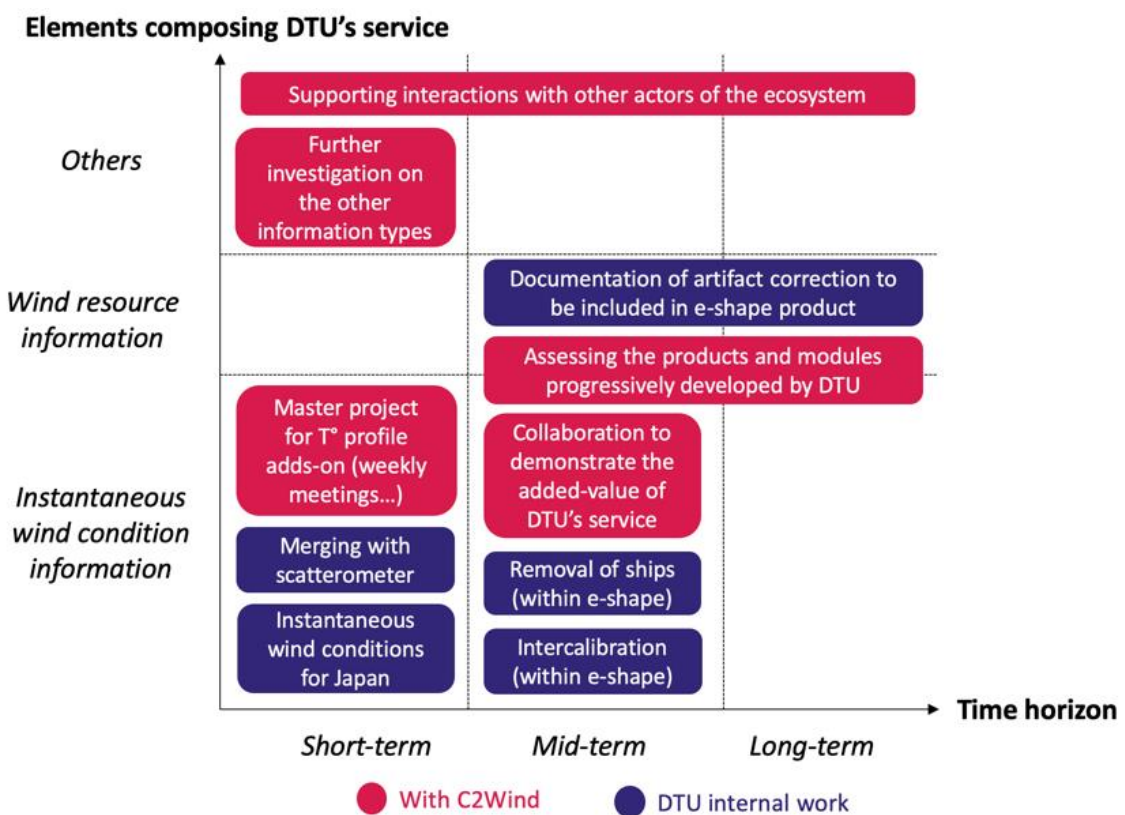 Elements composing DTU's service
Supporting interactions with other actors of the ecosystem
Others
Further
investigation on
the other
information types
Wind resource
information
Documentation of artifact correction to
be included in e-shape product
Assessing the products and modules
progressively developed by DTU
Instantaneous
wind condition
information
Master project
for T° profile
adds-on (weekly
meetings...)
Collaboration to
demonstrate the
added-value of
DTU's service
Merging with
scatterometer
Removal of ships
(within e-shape)
Instantaneous
wind conditions
for Japan
Intercalibration
(within e-shape)
Time horizon
Short-term
Mid-term
Long-term
With C2Wind
DTU internal work